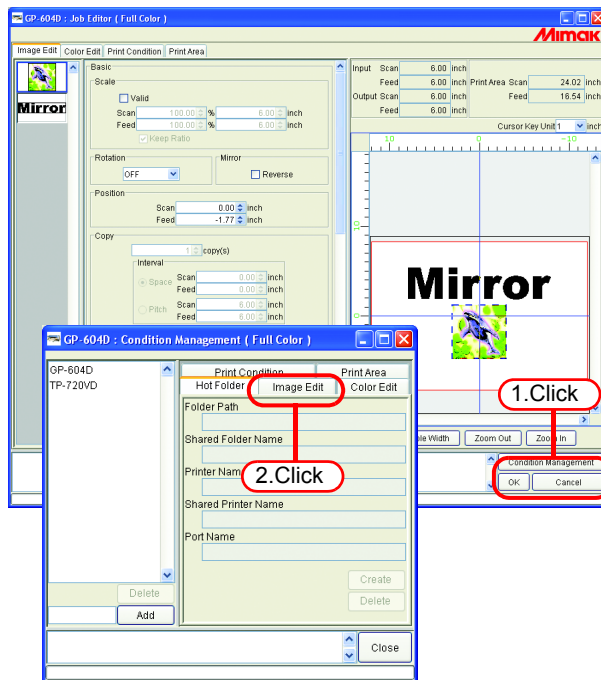 GP-604D : Job Editor ( Full Color )
Mimaki
Image Edit Color Edit Print Condition Print Area
Mirror
Basic
Scale
Valid
Scan 100.00 % 6.00 inch
Feed 100.00 % 6.00 inch
Keep Ratio
Rotation
OFF
Mirror
Reverse
Position
Scan 0.00 inch
Feed -1.77 inch
Copy
1 copy(s)
Interval
Space
Scan 0.00 inch
Feed 0.00 inch
Pitch
Scan 6.00 inch
Feed 6.00 inch
Input Scan 6.00 inch
Feed 6.00 inch
Output Scan 6.00 inch
Feed 6.00 inch
Print Area Scan 24.02 inch
Feed 16.54 inch
Cursor Key Unit 1 inch
10 0 -10
10
0
Mirror
Width Zoom Out Zoom In
Condition Management
OK Cancel
1.Click
GP-604D : Condition Management ( Full Color )
GP-604D
TP-720VD
Delete
Add
Print Condition Print Area
Hot Folder Image Edit Color Edit
Folder Path
Shared Folder Name
Printer Name
Shared Printer Name
Port Name
Create
Delete
Close
2.Click